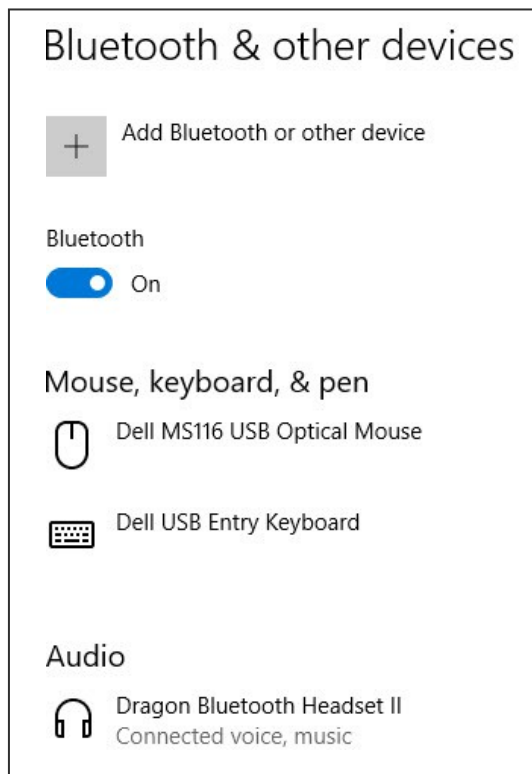 Bluetooth & other devices
Add Bluetooth or other device
Bluetooth
On
Mouse, keyboard, & pen
Dell MS116 USB Optical Mouse
Dell USB Entry Keyboard
Audio
Dragon Bluetooth Headset II
Connected voice, music